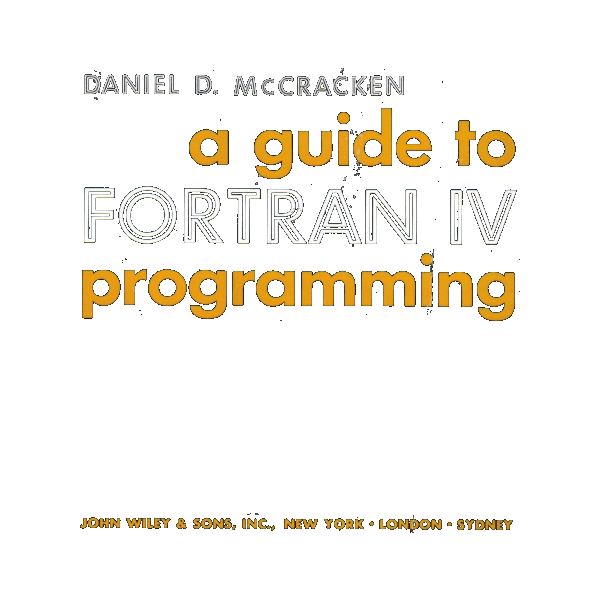 DANIEL D. McCRACKEN
a guide to
FORTRAN IV
programming
JOHN WILEY & SONS, INC., NEW YORK • LONDON • SYDNEY